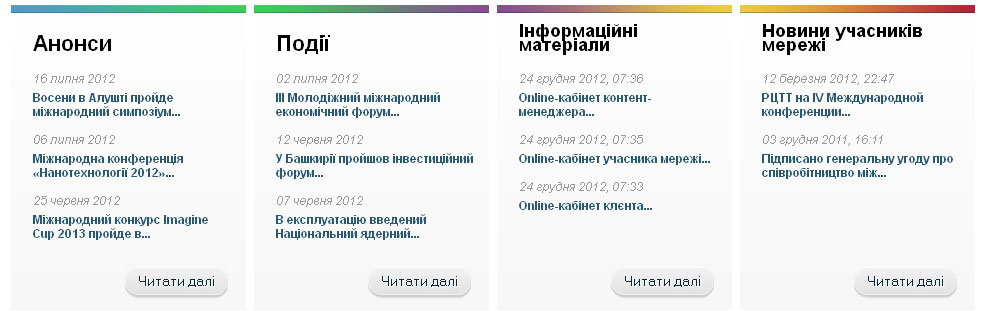 Анонси
16 липня 2012
Восени в Алушті пройде
міжнародний симпозіум...
06 липня 2012
Міжнародна конференція
«Нанотехнології 2012»...
25 червня 2012
Міжнародний конкурс Imagine
Cup 2013 пройде в...
Читати далі
Події
02 липня 2012
III Молодіжний міжнародний
економічний форум...
12 червня 2012
У Башкирії пройшов інвестиційний
форум...
07 червня 2012
В експлуатацію введений
Національний ядерний...
Читати далі
Інформаційні
матеріали
24 грудня 2012, 07:36
Online-кабінет контент-
менеджера...
24 грудня 2012, 07:35
Online-кабінет учасника мережі...
24 грудня 2012, 07:33
Online-кабінет клєнта...
Читати далі
Новини учасників
мережі
12 березня 2012, 22:47
РЦТТ на IV Международной
конференции...
03 грудня 2011, 16:11
Підписано генеральну угоду про
співробітництво між...
Читати далі